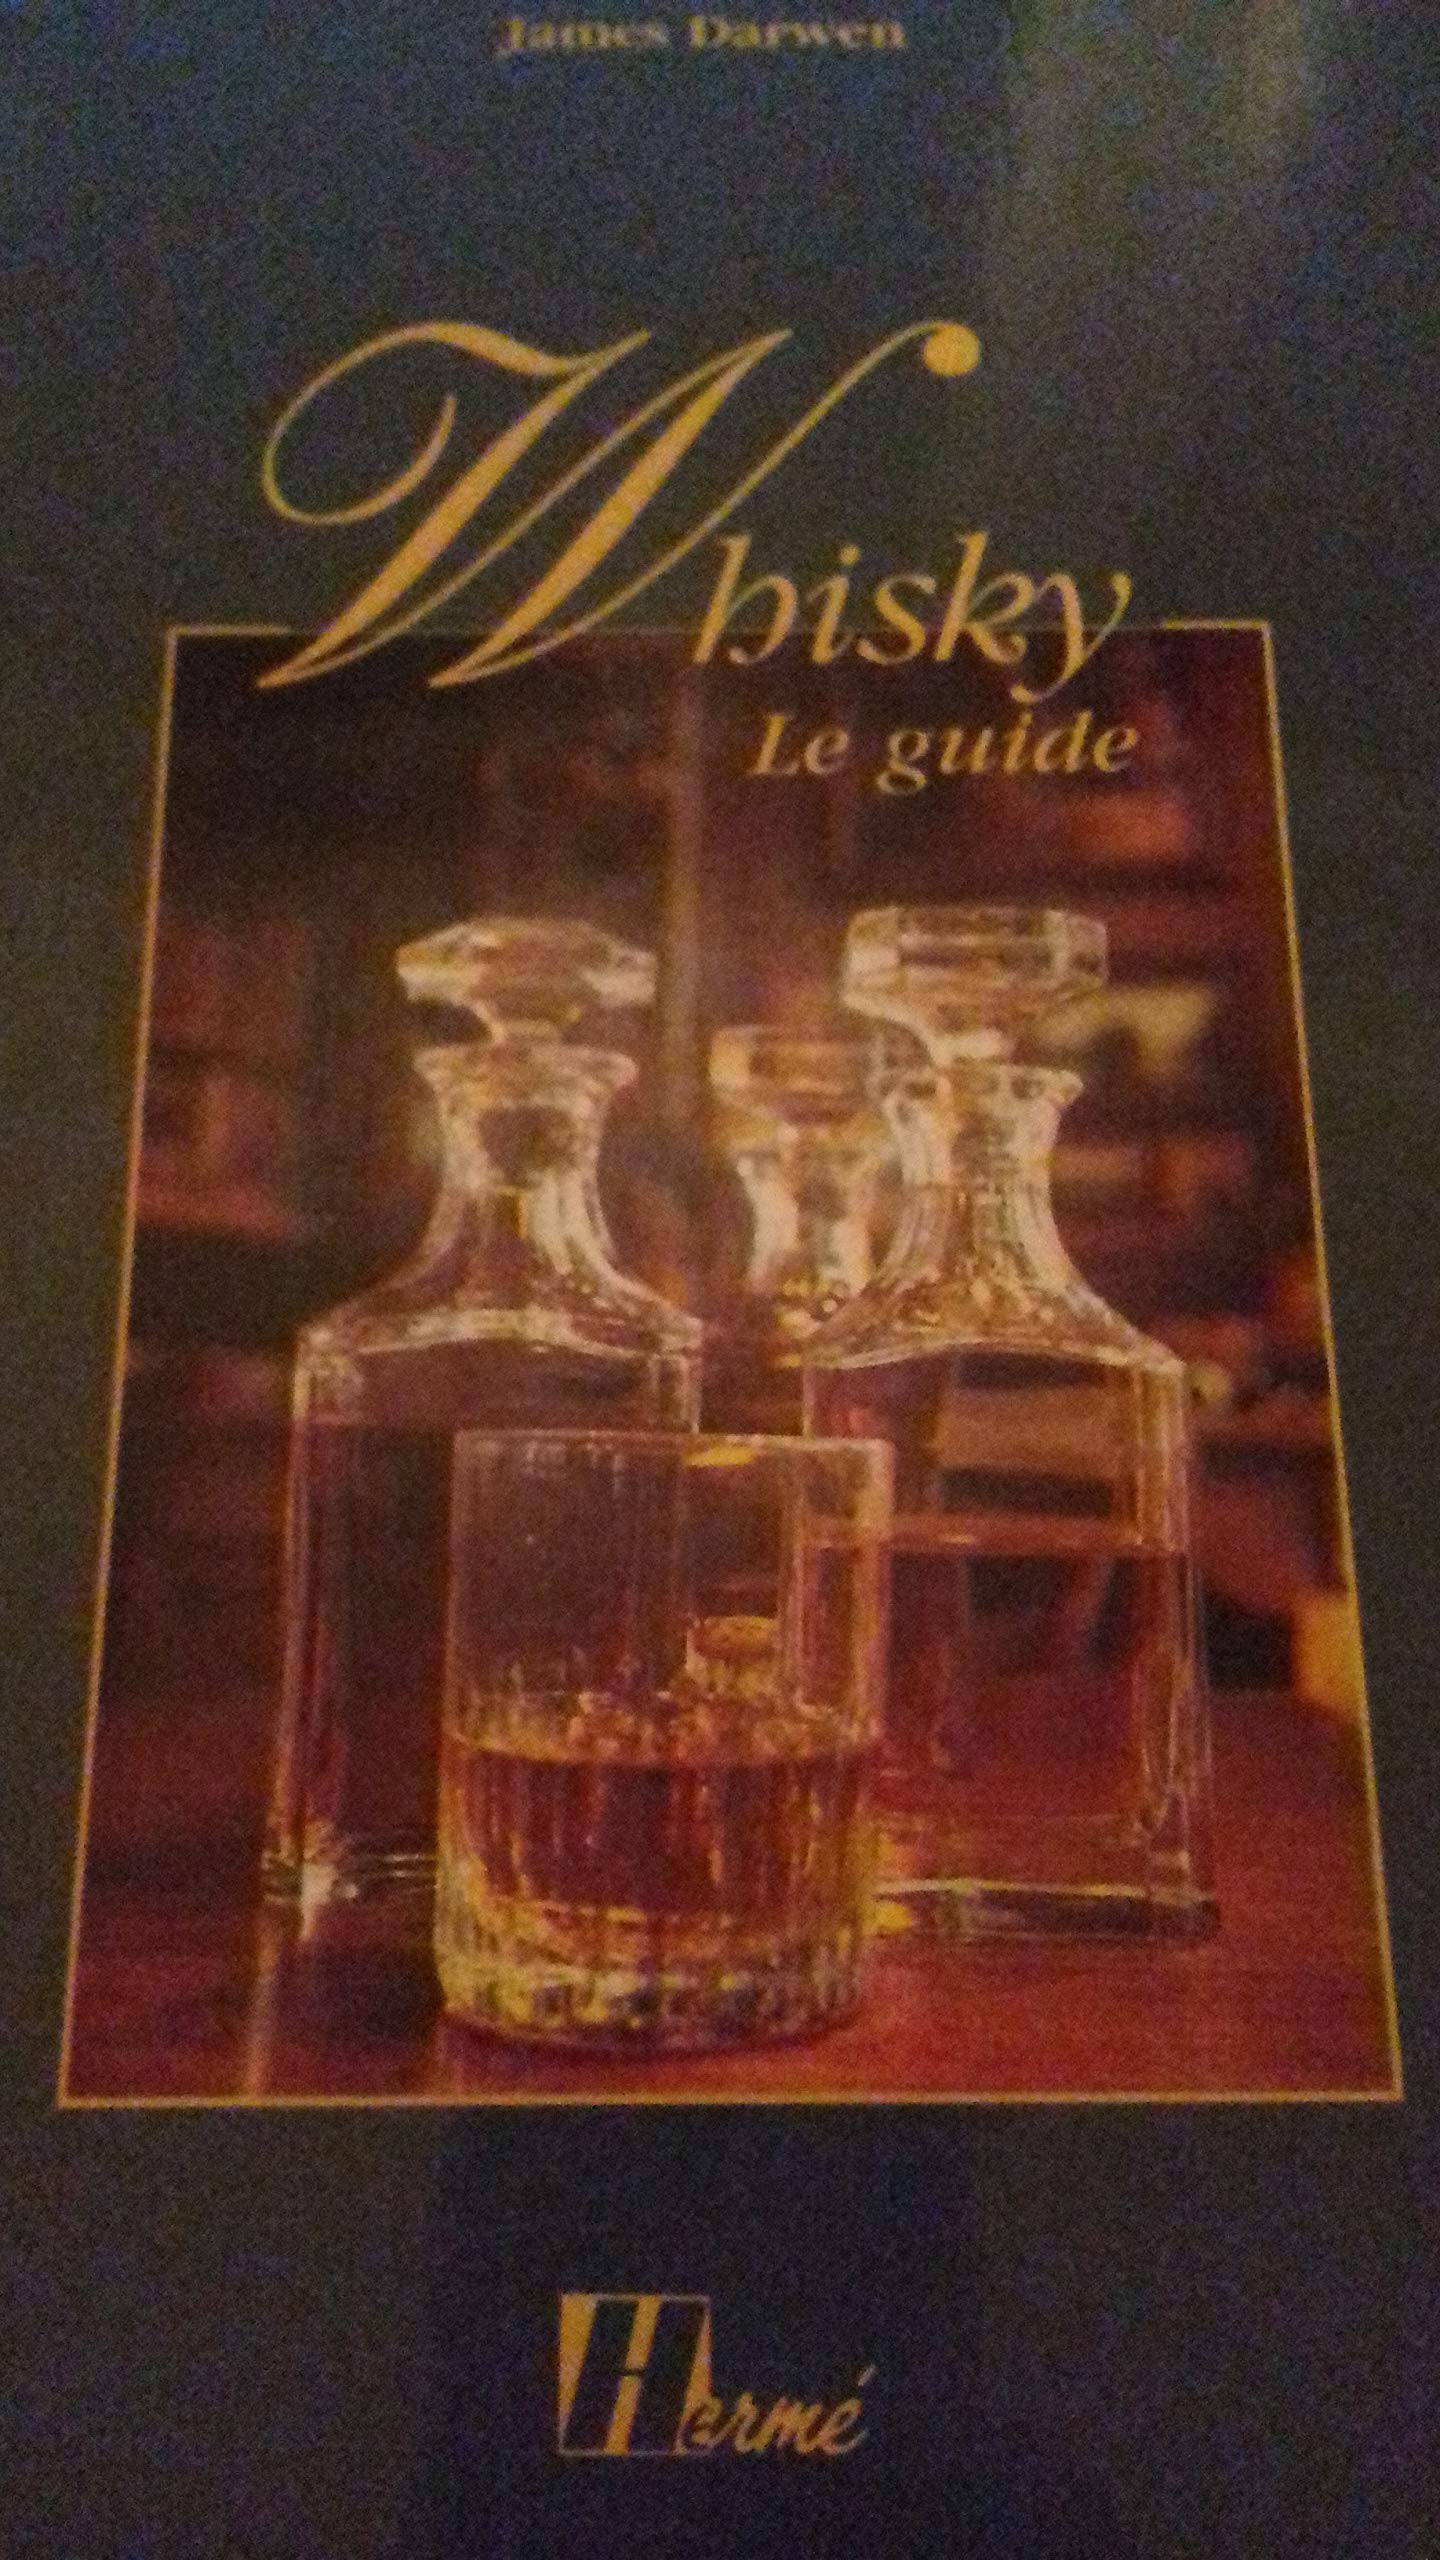 James Darwen
Whisky
Le guide
Hermé